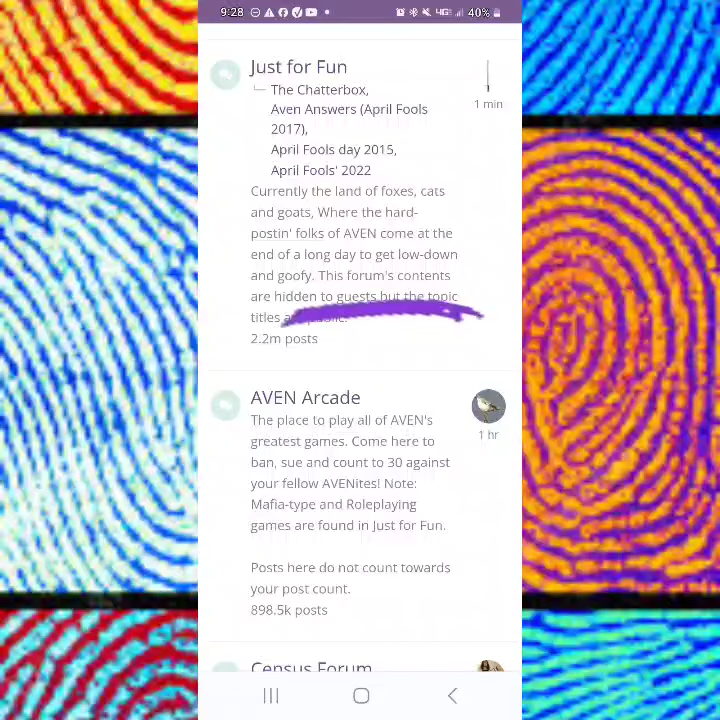 9:28
4G
40%
Just for Fun
The Chatterbox,
Aven Answers (April Fools
2017),
April Fools day 2015,
April Fools' 2022
1 min
Currently the land of foxes, cats
and goats, Where the hard-
postin' folks of AVEN come at the
end of a long day to get low-down
and goofy. This forum's contents
are hidden to guests but the topic
titles
2.2m posts
AVEN Arcade
1 hr
The place to play all of AVEN's
greatest games. Come here to
ban, sue and count to 30 against
your fellow AVENites! Note:
Mafia-type and Roleplaying
games are found in Just for Fun.
Posts here do not count towards
your post count.
898.5k posts
Census Forum